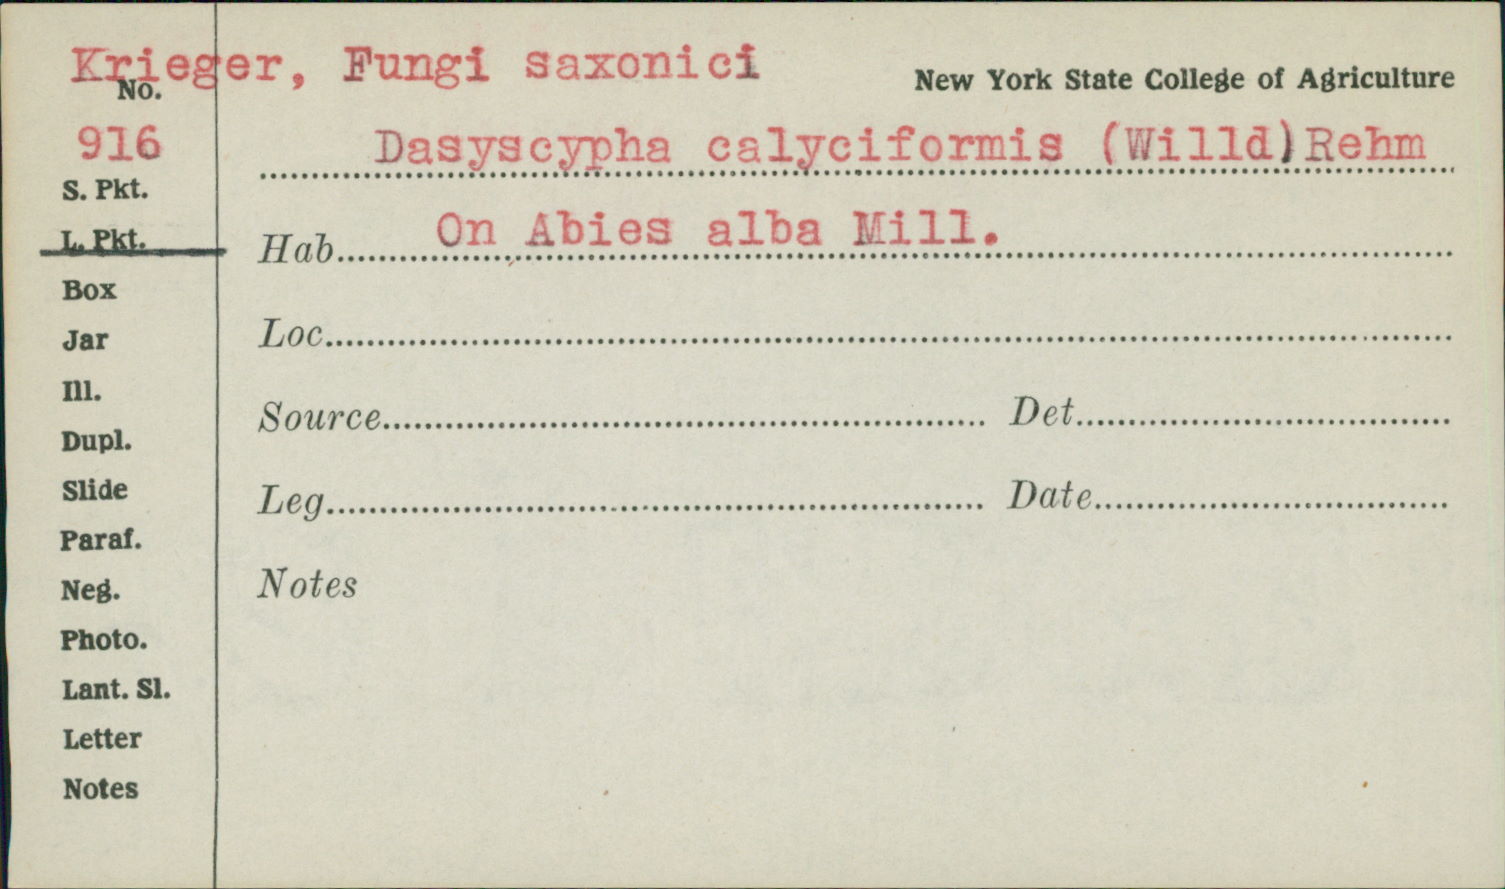 Krieger, Fungi saxonici
New York State College of Agriculture
No.
916
Dasyscypha calyciformis (Willd)Rehm
S. Pkt.
L. Pkt.
Hab. On Abies alba Mill.
Box
Jar
Loc.
Ill.
Source
Det.
Dupl.
Slide
Leg.
Date
Paraf.
Neg.
Notes
Photo.
Lant. Sl.
Letter
Notes